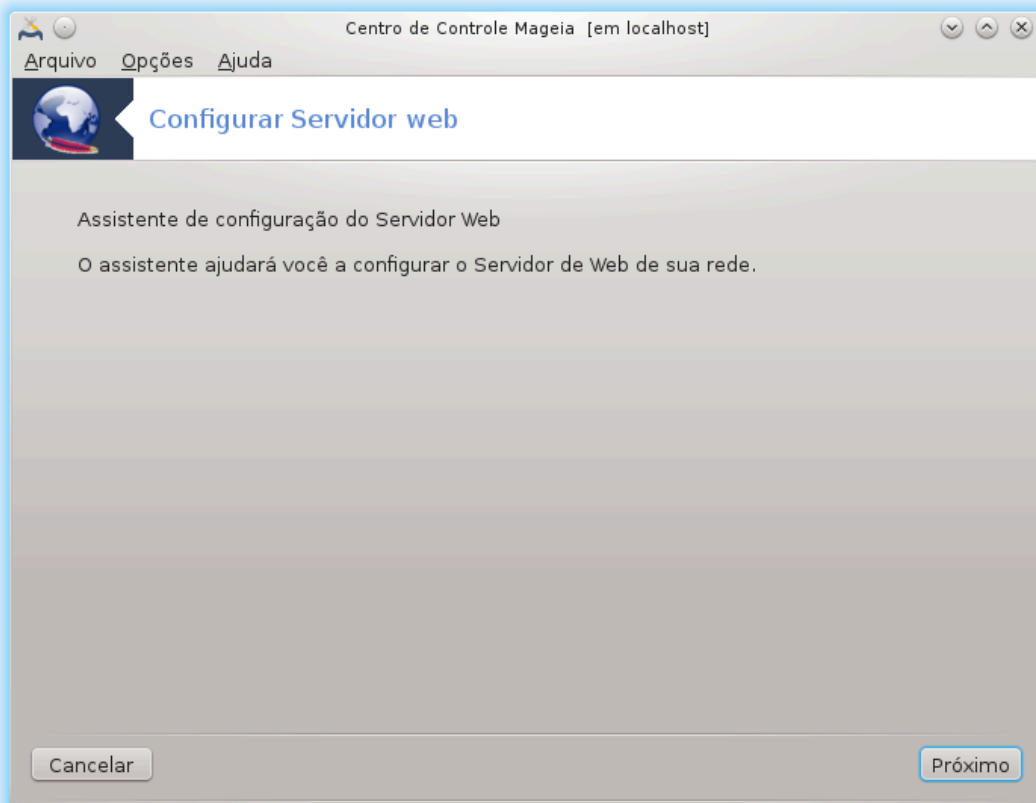 Centro de Controle Mageia  [em localhost]
Arquivo Opções Ajuda
Configurar Servidor web
Assistente de configuração do Servidor Web
O assistente ajudará você a configurar o Servidor de Web de sua rede.
Cancelar Próximo